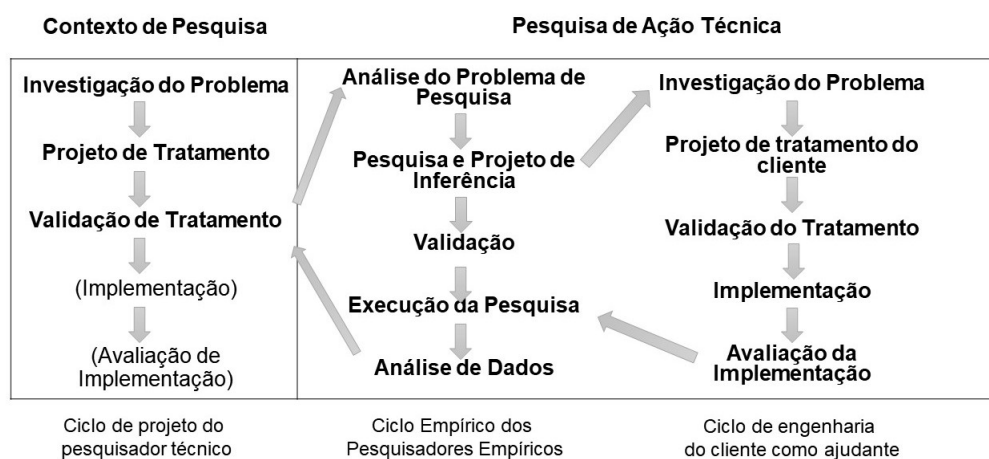 Contexto de Pesquisa
Pesquisa de Ação Técnica
Investigação do Problema
Projeto de Tratamento
Validação de Tratamento
(Implementação)
(Avaliação de
Implementação)
Análise do Problema de
Pesquisa
Pesquisa e Projeto de
Inferência
Validação
Execução da Pesquisa
Análise de Dados
Investigação do Problema
Projeto de tratamento do
cliente
Validação do Tratamento
Implementação
Avaliação da
Implementação
Ciclo de projeto do
pesquisador técnico
Ciclo Empírico dos
Pesquisadores Empíricos
Ciclo de engenharia
do cliente como ajudante